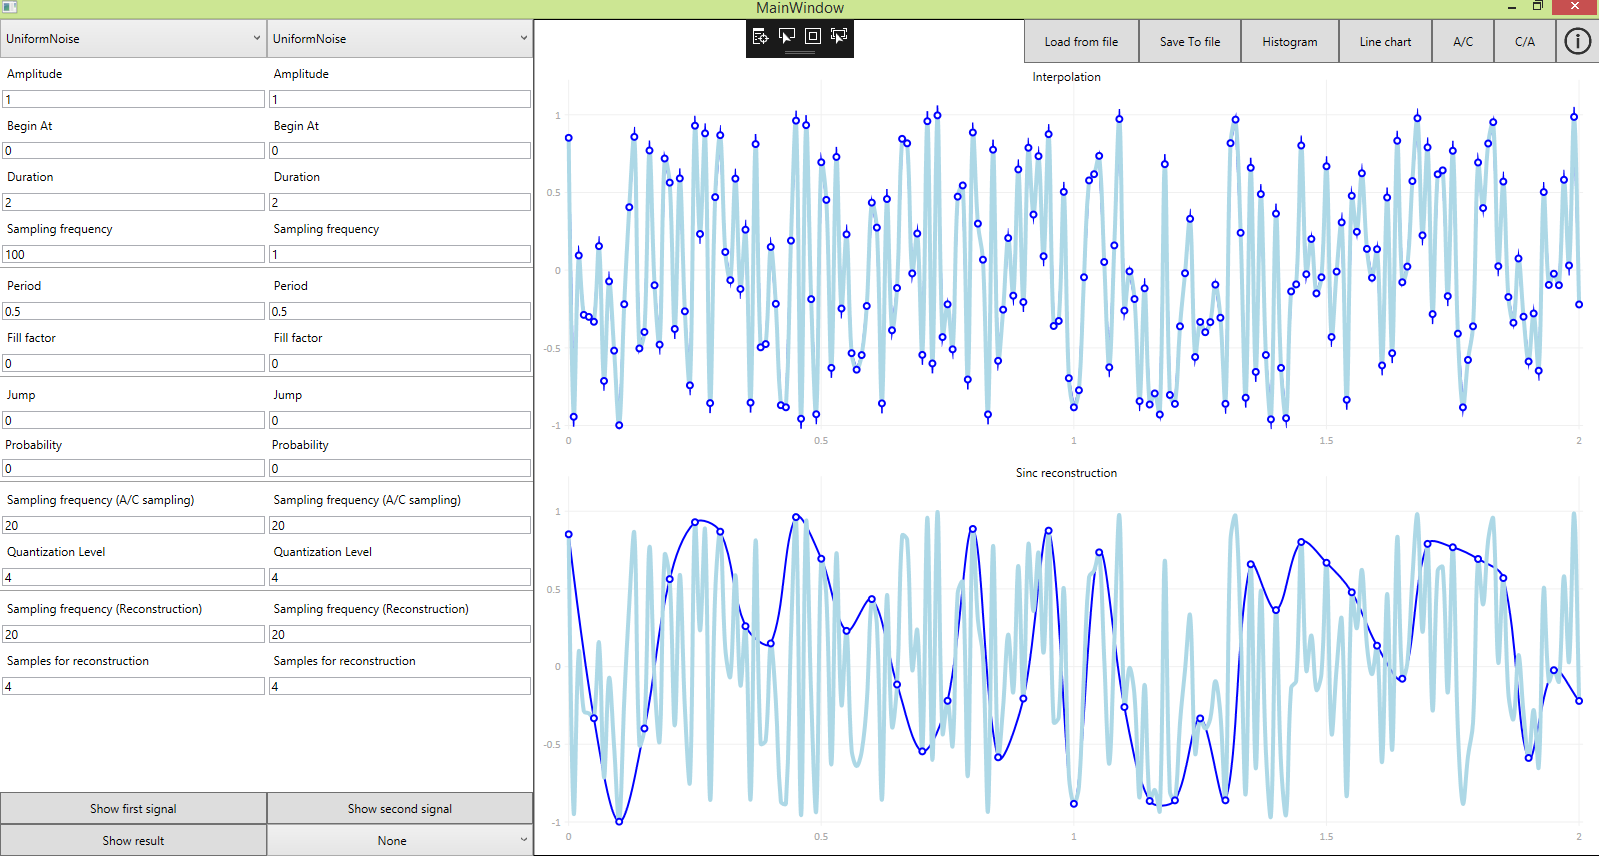 MainWindow
UniformNoise UniformNoise
Load from file Save To file Histogram Line chart A/C C/A
Amplitude Amplitude
1 1
Begin At Begin At
0 0
Duration Duration
2 2
Sampling frequency Sampling frequency
100 1
Period Period
0.5 0.5
Fill factor Fill factor
0 0
Jump Jump
0 0
Probability Probability
0 0
Sampling frequency (A/C sampling) Sampling frequency (A/C sampling)
20 20
Quantization Level Quantization Level
4 4
Sampling frequency (Reconstruction) Sampling frequency (Reconstruction)
20 20
Samples for reconstruction Samples for reconstruction
4 4
Show first signal Show second signal
Show result None
Interpolation
1
0.5
0
-0.5
-1
0 0.5 1 1.5 2
Sinc reconstruction
1
0.5
0
-0.5
-1
0 0.5 1 1.5 2